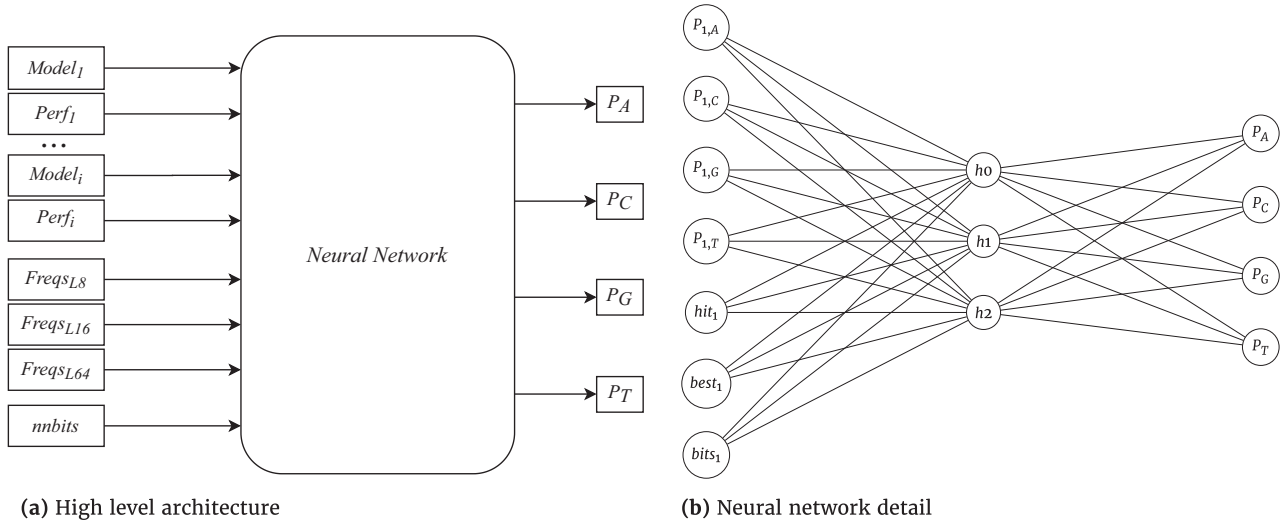 Model1
Perf1
...
Modeli
Perfi
FreqsL8
FreqsL16
FreqsL64
nnbits
Neural Network
PA
PC
PG
PT
(a) High level architecture
P1,A
P1,C
P1,G
P1,T
hit1
best1
bits1
h0
h1
h2
PA
PC
PG
PT
(b) Neural network detail